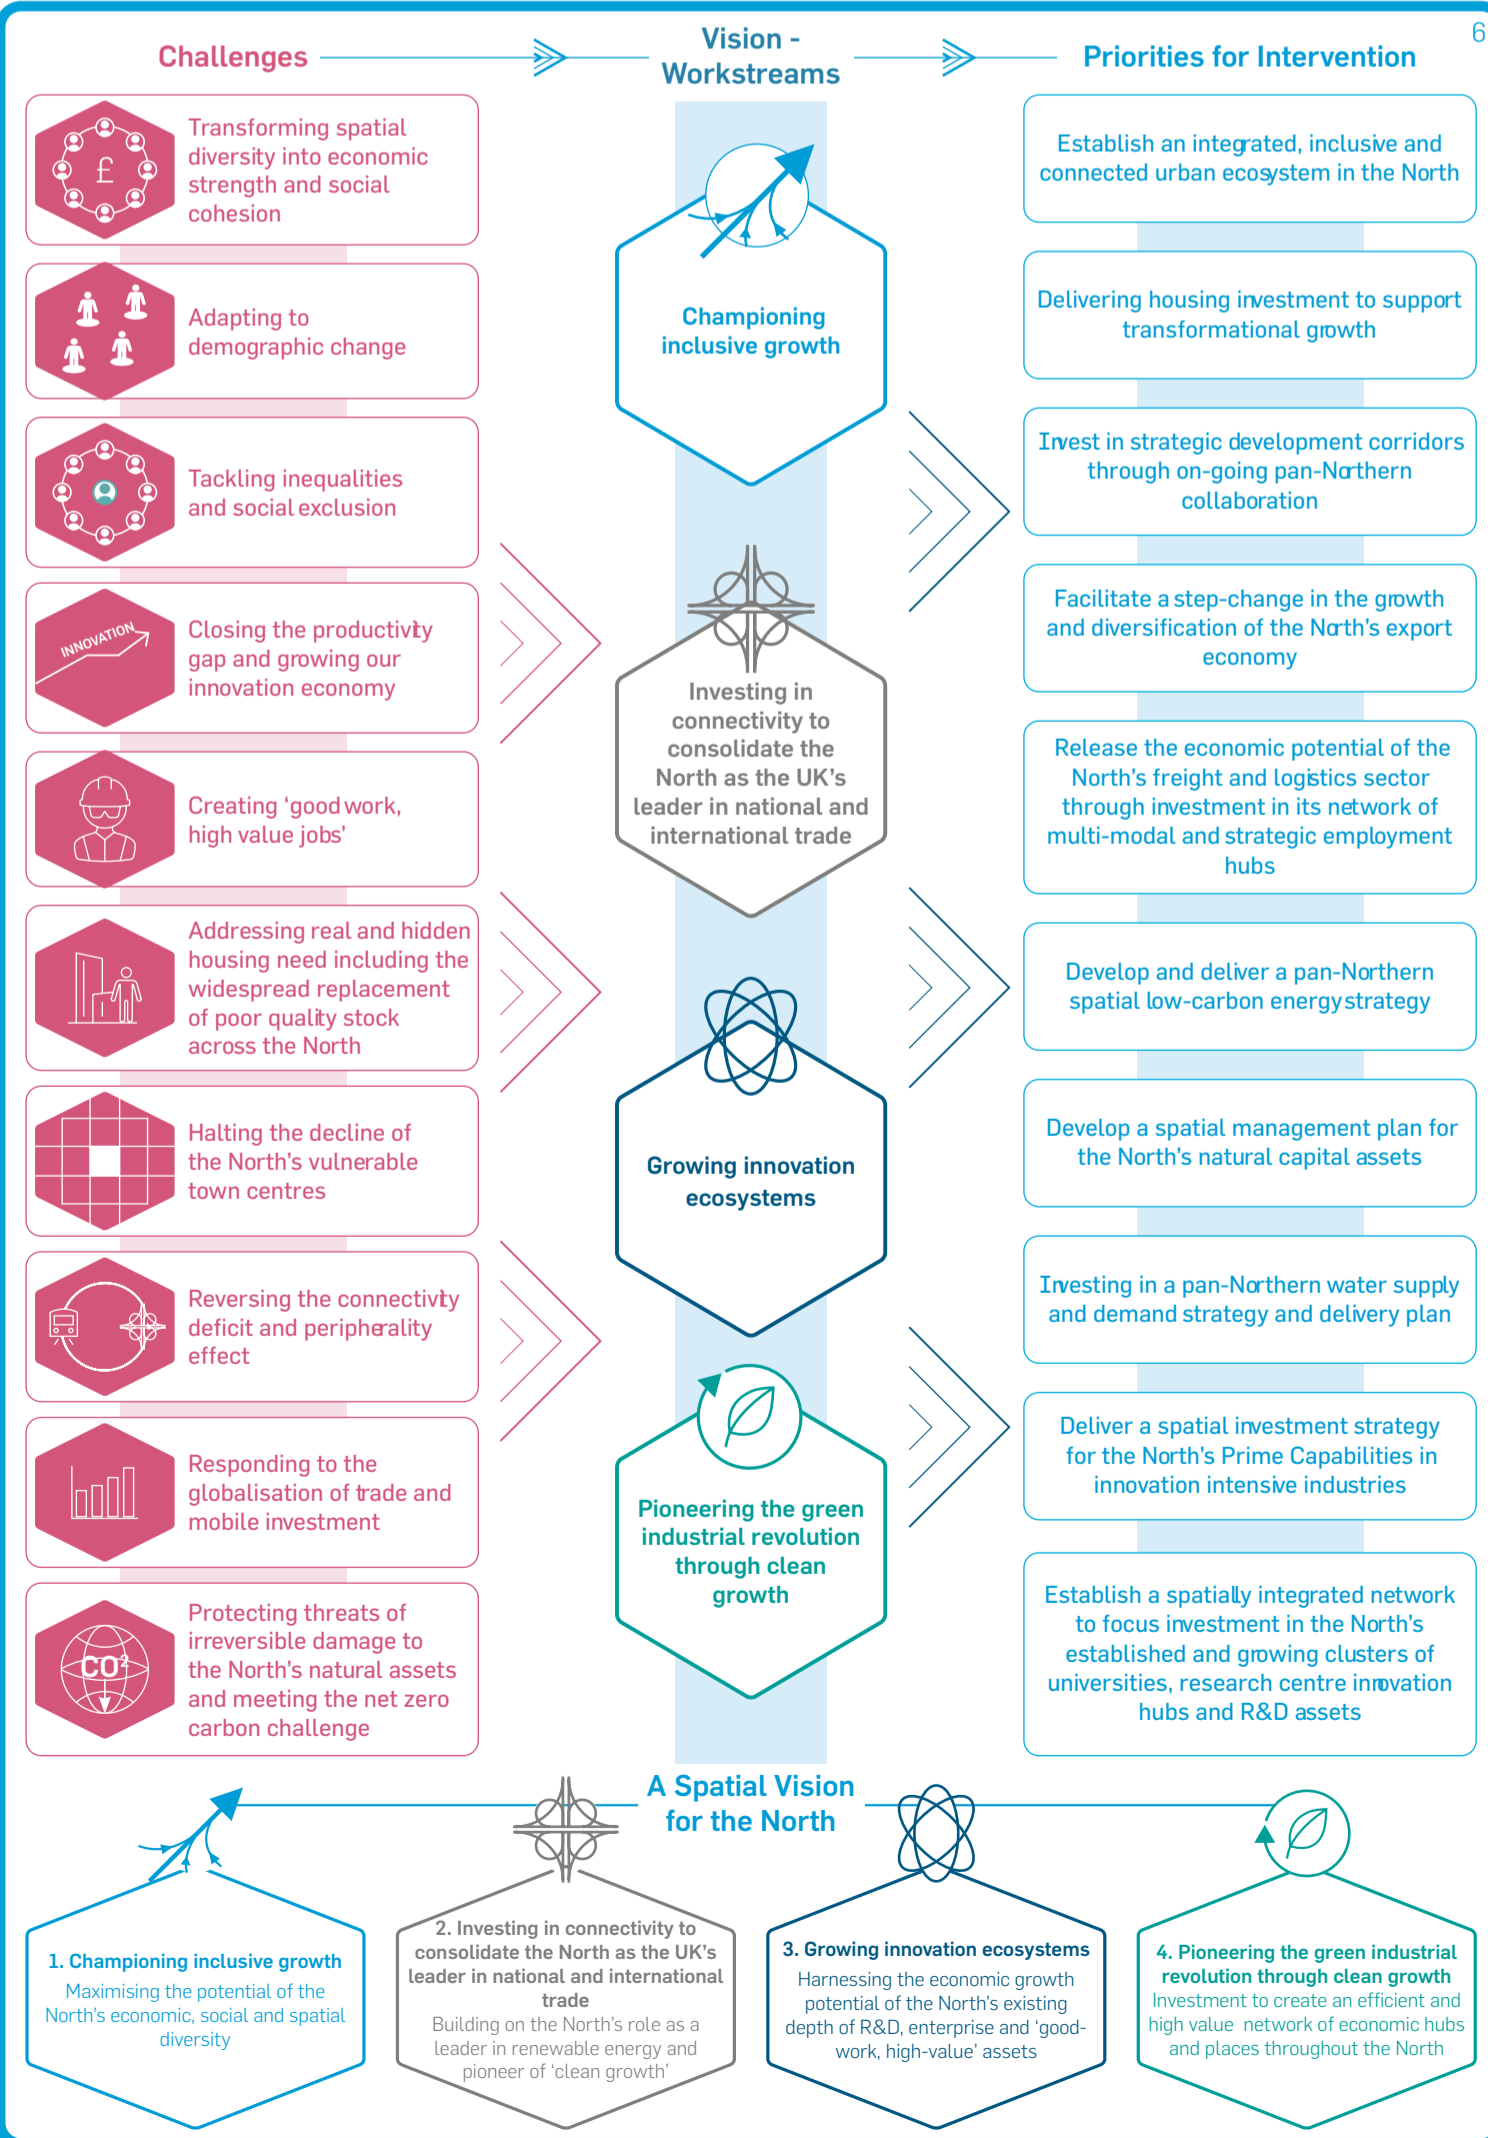 6
Challenges
Vision -
Workstreams
Priorities for Intervention
£
Transforming spatial
diversity into economic
strength and social
cohesion
Adapting to
demographic change
Tackling inequalities
and social exclusion
INNOVATION
Closing the productivity
gap and growing our
innovation economy
Creating ‘good work,
high value jobs’
Addressing real and hidden
housing need including the
widespread replacement
of poor quality stock
across the North
Halting the decline of
the North’s vulnerable
town centres
Reversing the connectivity
deficit and peripherality
effect
Responding to the
globalisation of trade and
mobile investment
CO²
Protecting threats of
irreversible damage to
the North’s natural assets
and meeting the net zero
carbon challenge
Championing
inclusive growth
Investing in
connectivity to
consolidate the
North as the UK’s
leader in national and
international trade
Growing innovation
ecosystems
Pioneering the green
industrial revolution
through clean
growth
Establish an integrated, inclusive and
connected urban ecosystem in the North
Delivering housing investment to support
transformational growth
Invest in strategic development corridors
through on-going pan-Northern
collaboration
Facilitate a step-change in the growth
and diversification of the North’s export
economy
Release the economic potential of the
North’s freight and logistics sector
through investment in its network of
multi-modal and strategic employment
hubs
Develop and deliver a pan-Northern
spatial low-carbon energy strategy
Develop a spatial management plan for
the North’s natural capital assets
Investing in a pan-Northern water supply
and demand strategy and delivery plan
Deliver a spatial investment strategy
for the North’s Prime Capabilities in
innovation intensive industries
Establish a spatially integrated network
to focus investment in the North’s
established and growing clusters of
universities, research centre innovation
hubs and R&D assets
A Spatial Vision
for the North
1. Championing inclusive growth
Maximising the potential of the
North’s economic, social and spatial
diversity
2. Investing in connectivity to
consolidate the North as the UK’s
leader in national and international
trade
Building on the North’s role as a
leader in renewable energy and
pioneer of ‘clean growth’
3. Growing innovation ecosystems
Harnessing the economic growth
potential of the North’s existing
depth of R&D, enterprise and ‘good-
work, high-value’ assets
4. Pioneering the green industrial
revolution through clean growth
Investment to create an efficient and
high value network of economic hubs
and places throughout the North